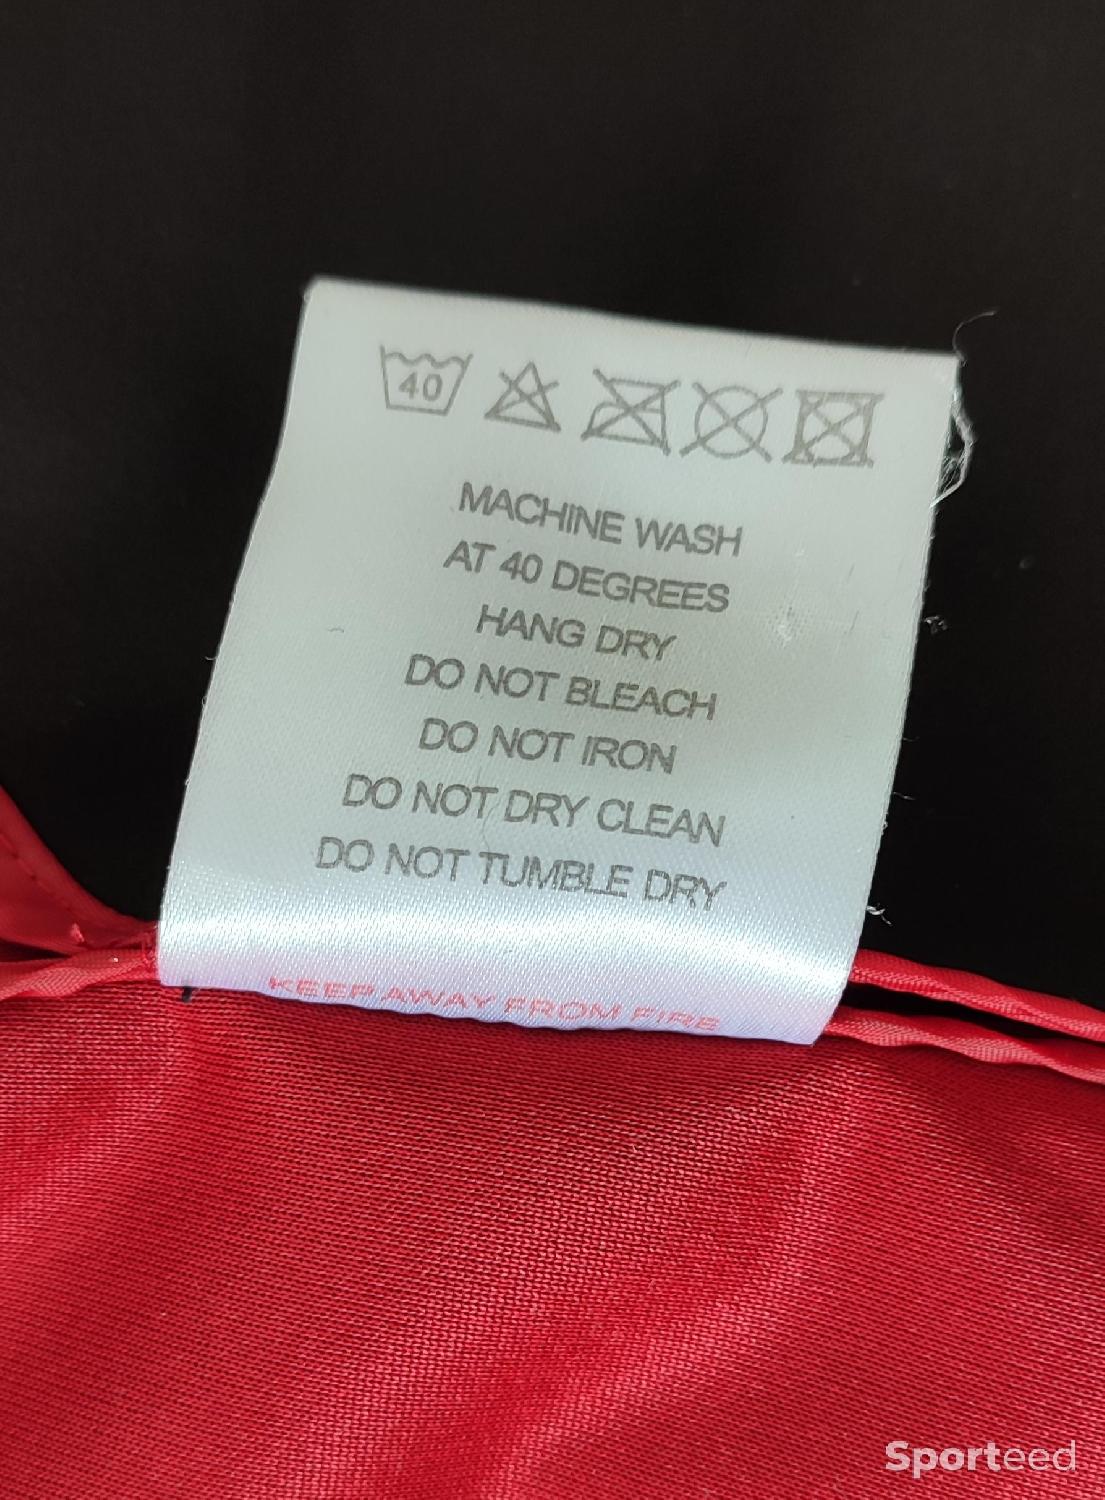 40
MACHINE WASH
AT 40 DEGREES
HANG DRY
DO NOT BLEACH
DO NOT IRON
DO NOT DRY CLEAN
DO NOT TUMBLE DRY
KEEP AWAY FROM FIRE
Sporteed